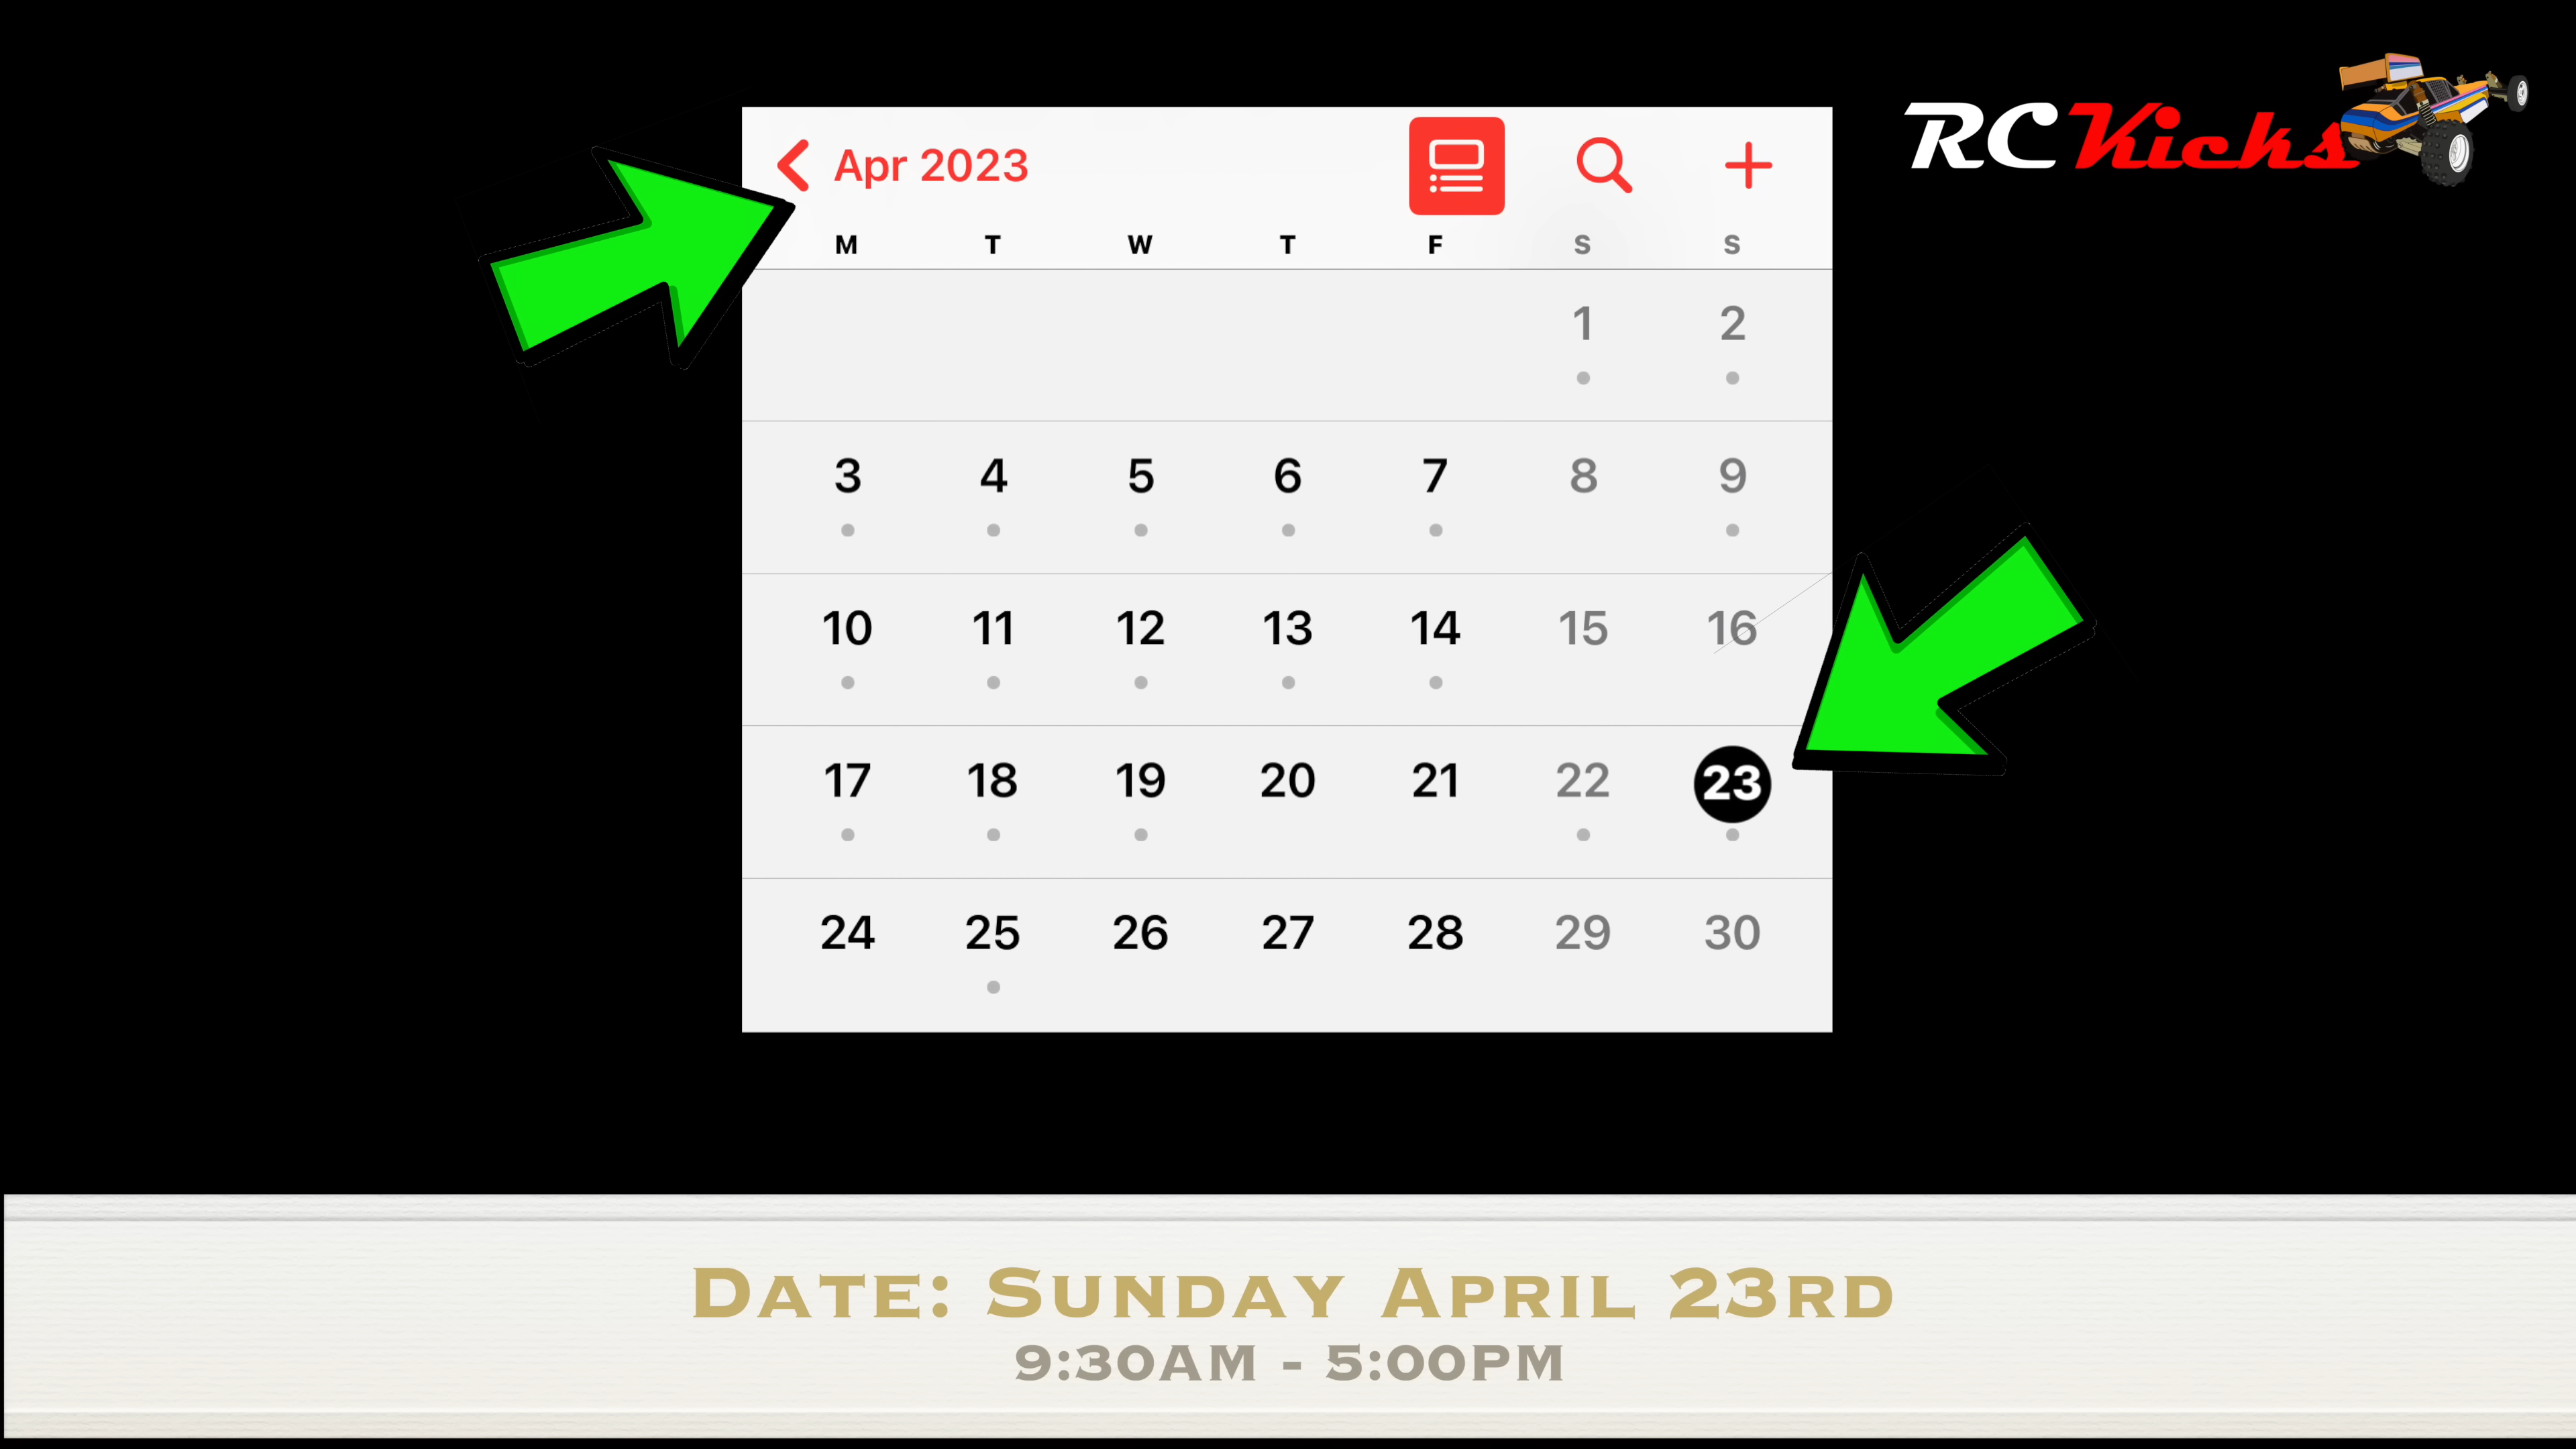 RC Kicks
Apr 2023
M T W T F S S
1 2
3 4 5 6 7 8 9
10 11 12 13 14 15 16
17 18 19 20 21 22 23
24 25 26 27 28 29 30
Date: Sunday April 23rd
9:30AM - 5:00PM